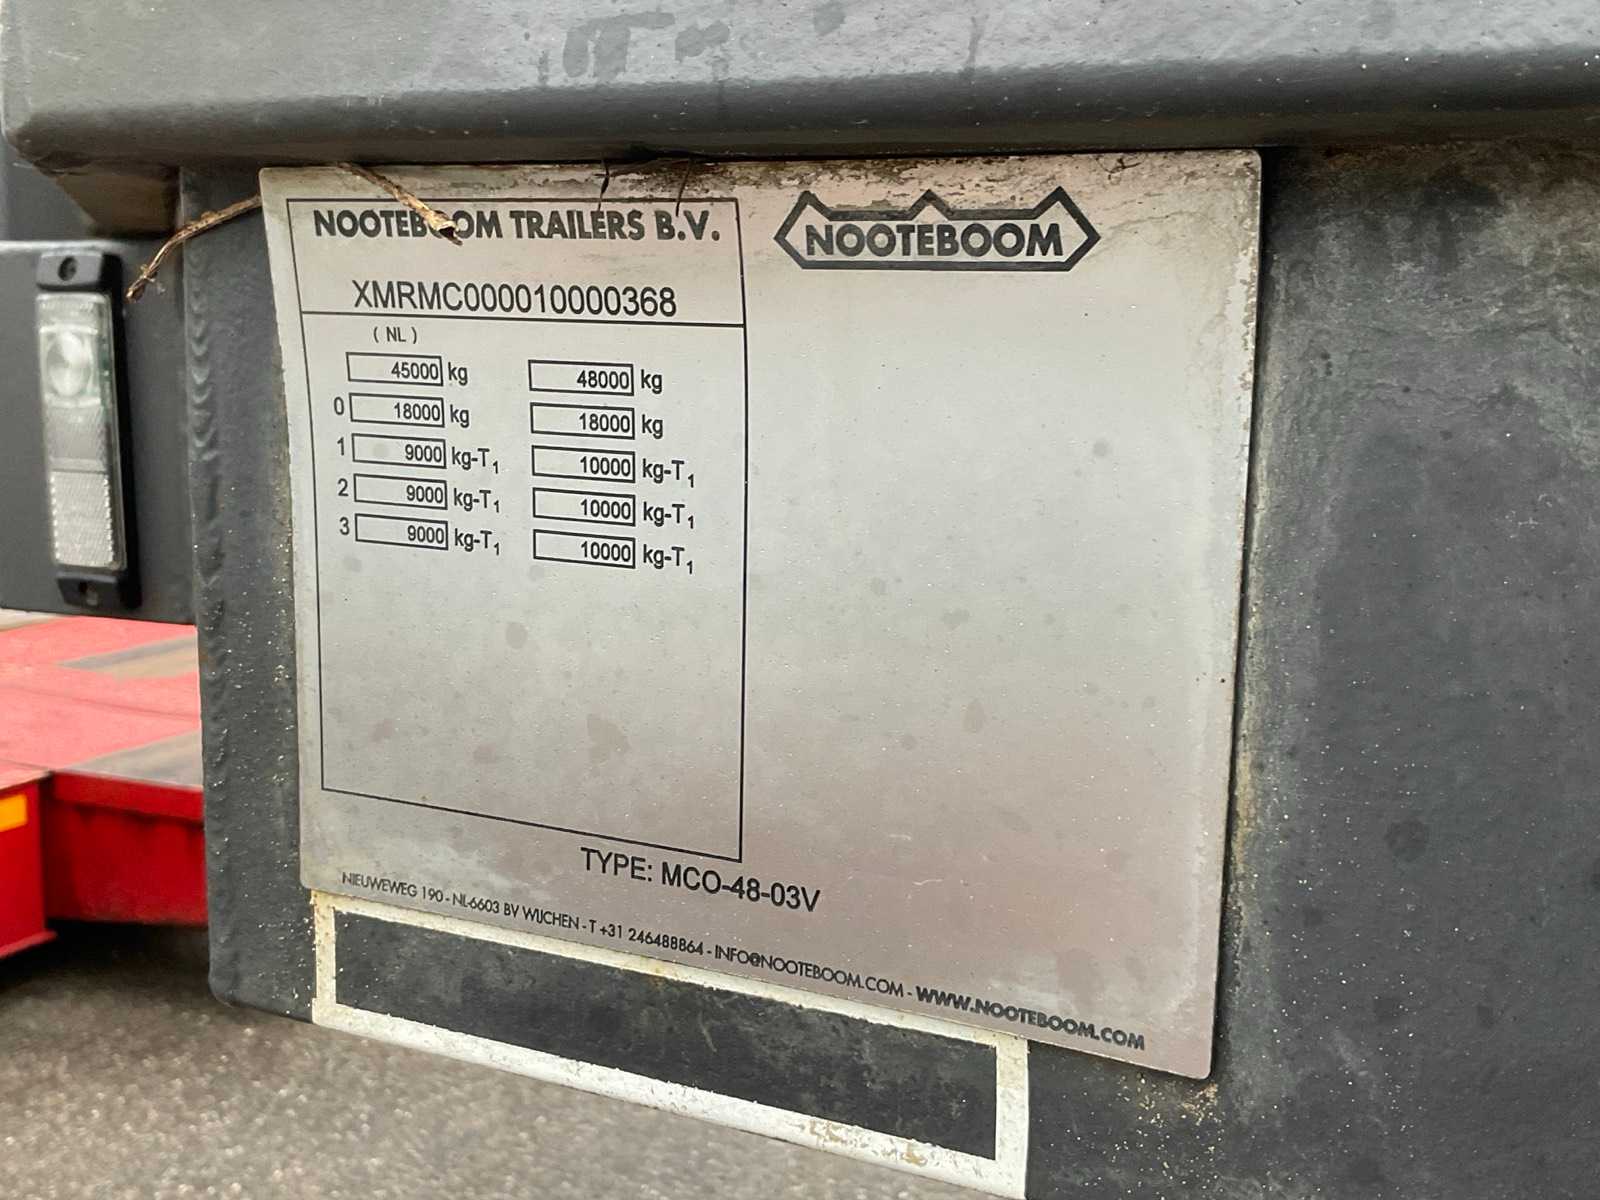 NOOTEBOOM TRAILERS B.V.
NOOTEBOOM
XMRMC000010000368
( NL )
45000 kg 48000 kg
0 18000 kg 18000 kg
1 9000 kg-T1 10000 kg-T1
2 9000 kg-T1 10000 kg-T1
3 9000 kg-T1 10000 kg-T1
TYPE: MCO-48-03V
NIEUWEWEG 190 - NL-6603 BV WIJCHEN - T +31 246488864 - INFO@NOOTEBOOM.COM - WWW.NOOTEBOOM.COM